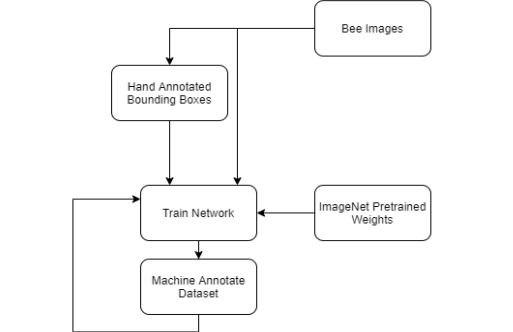 Bee Images
Hand Annotated
Bounding Boxes
Train Network
ImageNet Pretrained
Weights
Machine Annotate
Dataset